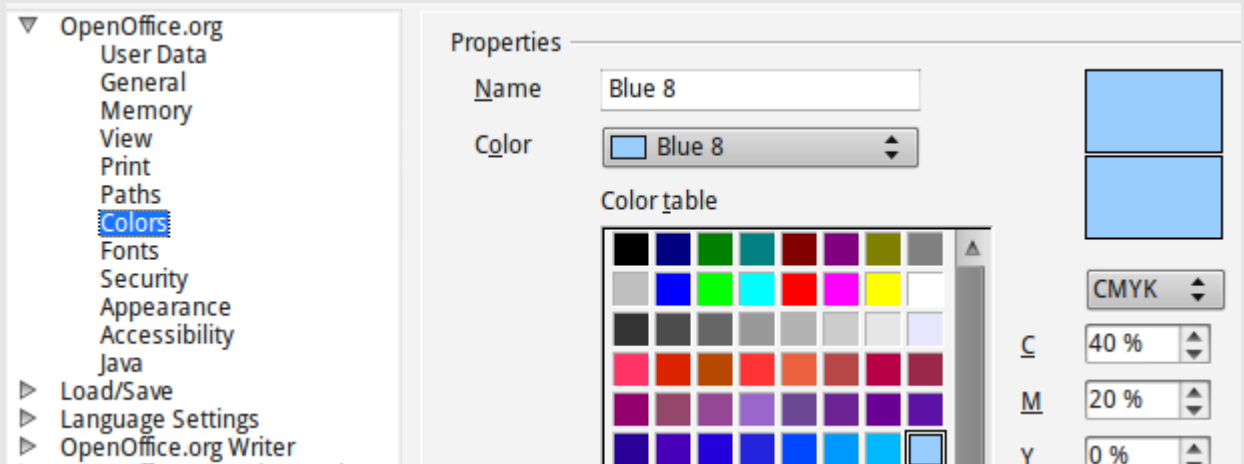 OpenOffice.org
User Data
General
Memory
View
Print
Paths
Colors
Fonts
Security
Appearance
Accessibility
Java
Load/Save
Language Settings
OpenOffice.org Writer
Properties
Name Blue 8
Color Blue 8
Color table
CMYK
C 40 %
M 20 %
Y 0 %